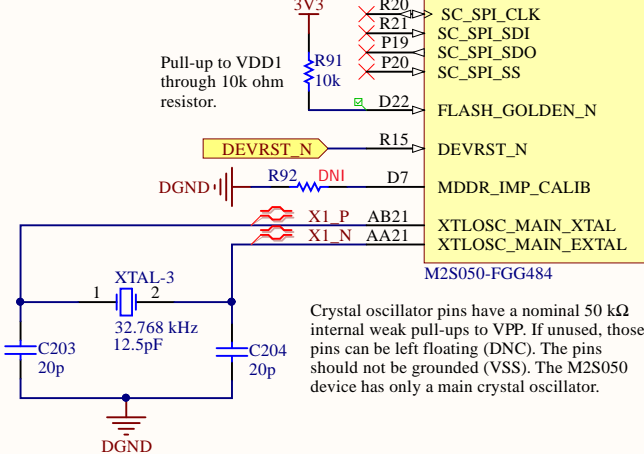 3V3
R20
SC_SPI_CLK
R21
SC_SPI_SDI
P19
SC_SPI_SDO
P20
SC_SPI_SS
Pull-up to VDD1
through 10k ohm
resistor.
R91
10k
D22
FLASH_GOLDEN_N
DEVRST_N
R15
DEVRST_N
DGND
R92
DNI
D7
MDDR_IMP_CALIB
X1_P
AB21
XTLOSC_MAIN_XTAL
X1_N
AA21
XTLOSC_MAIN_EXTAL
M2S050-FGG484
XTAL-3
1
2
32.768 kHz
12.5pF
C203
20p
C204
20p
DGND
Crystal oscillator pins have a nominal 50 kΩ
internal weak pull-ups to VPP. If unused, those
pins can be left floating (DNC). The pins
should not be grounded (VSS). The M2S050
device has only a main crystal oscillator.